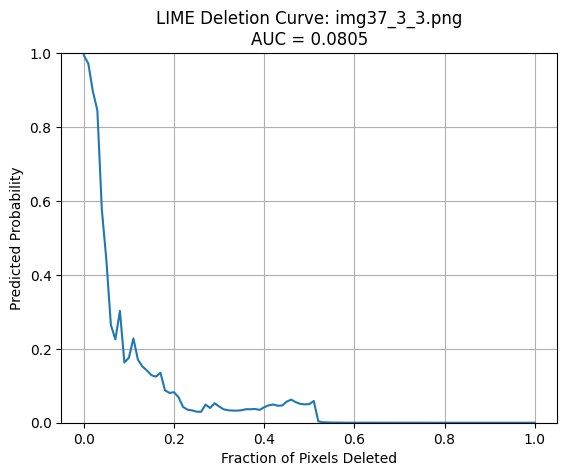 LIME Deletion Curve: img37_3_3.png
AUC = 0.0805
1.0
0.8
0.6
0.4
0.2
0.0
Predicted Probability
0.0 0.2 0.4 0.6 0.8 1.0
Fraction of Pixels Deleted